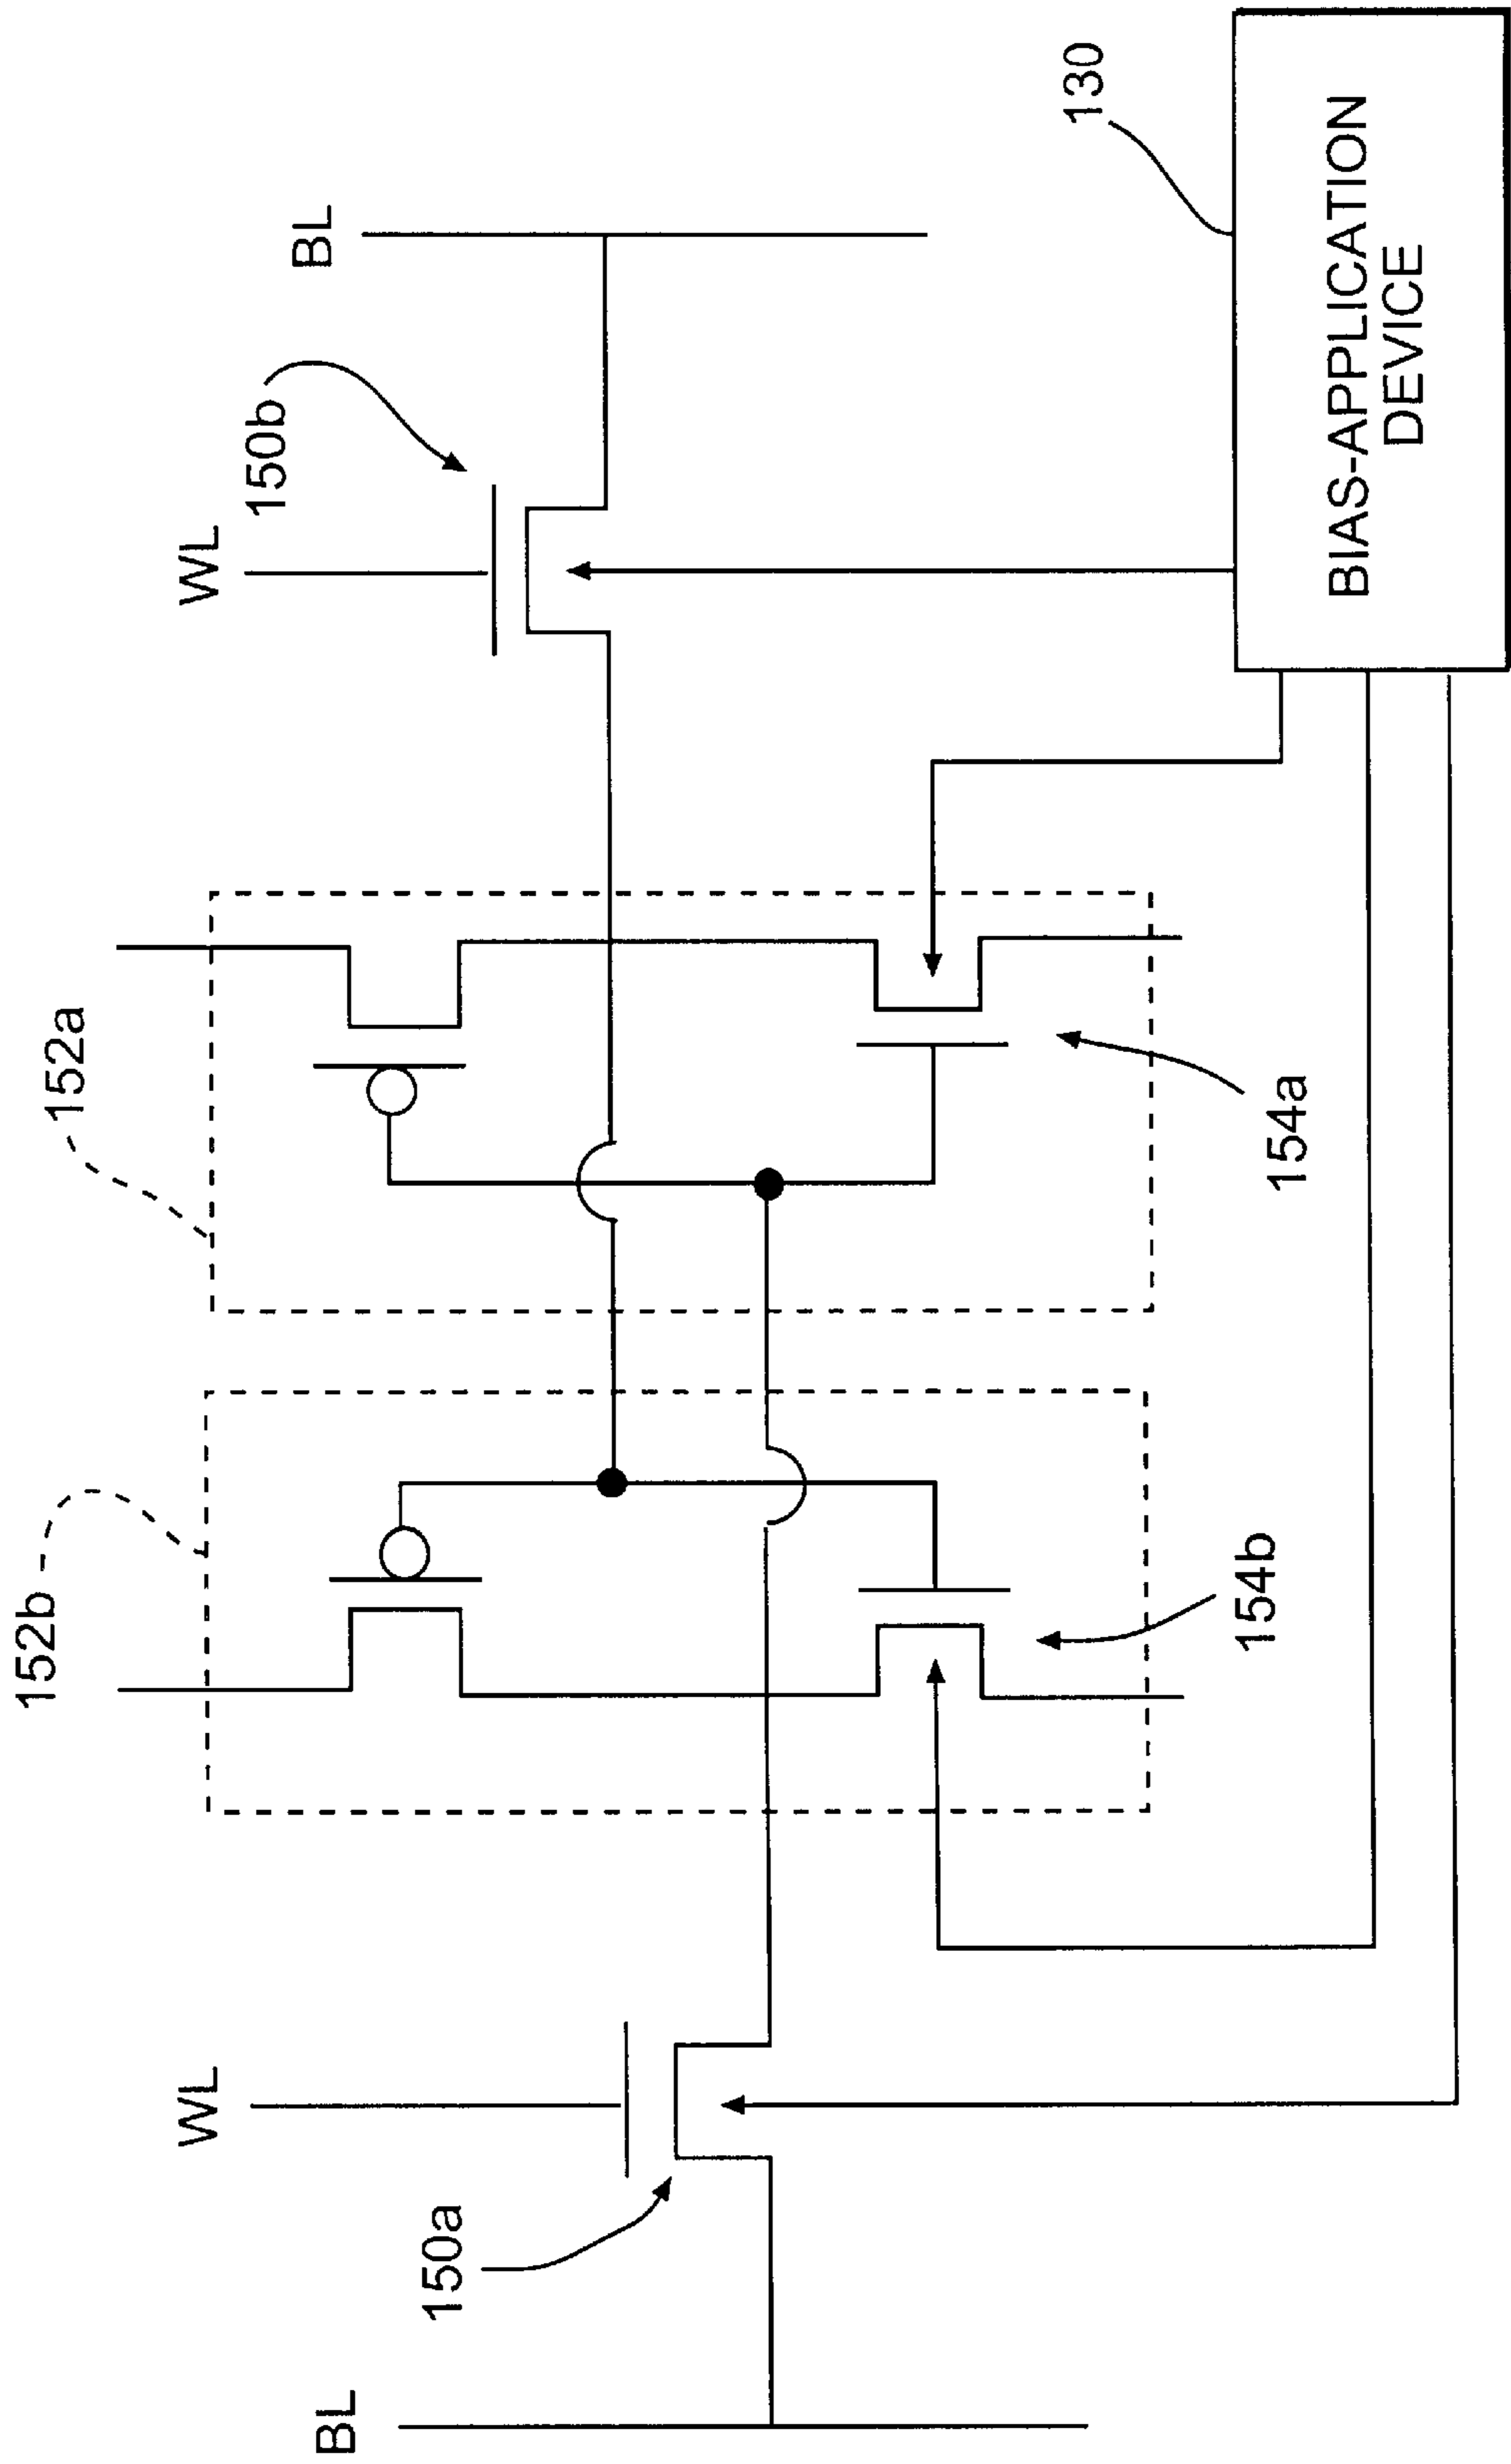 152b
152a
WL
WL
BL
BL
150a
150b
154b
154a
130
BIAS-APPLICATION
DEVICE